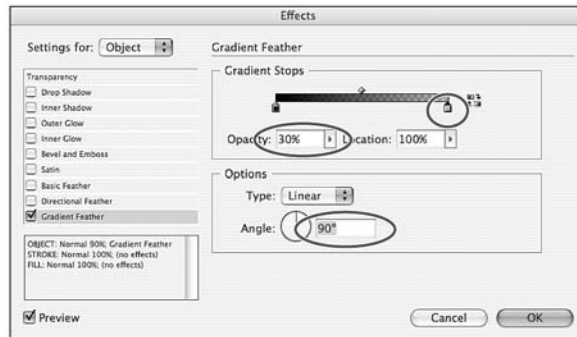 Effects
Settings for: Object
Transparency
Drop Shadow
Inner Shadow
Outer Glow
Inner Glow
Bevel and Emboss
Satin
Basic Feather
Directional Feather
Gradient Feather
OBJECT: Normal 90%; Gradient Feather
STROKE: Normal 100%; (no effects)
FILL: Normal 100%; (no effects)
Preview
Gradient Feather
Gradient Stops
Opacity: 30% Location: 100%
Options
Type: Linear
Angle: 90°
Cancel OK